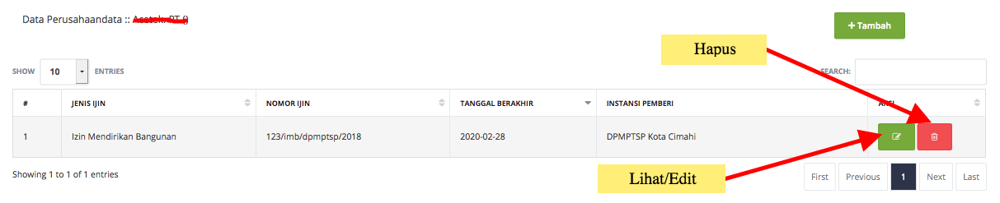 Data Perusahaandata ::
+ Tambah
Hapus
SHOW 10 ENTRIES
SEARCH:
# JENIS IJIN NOMOR IJIN TANGGAL BERAKHIR INSTANSI PEMBERI
1 Izin Mendirikan Bangunan 123/imb/dpmptsp/2018 2020-02-28 DPMPTSP Kota Cimahi
Lihat/Edit
Showing 1 to 1 of 1 entries
First Previous 1 Next Last